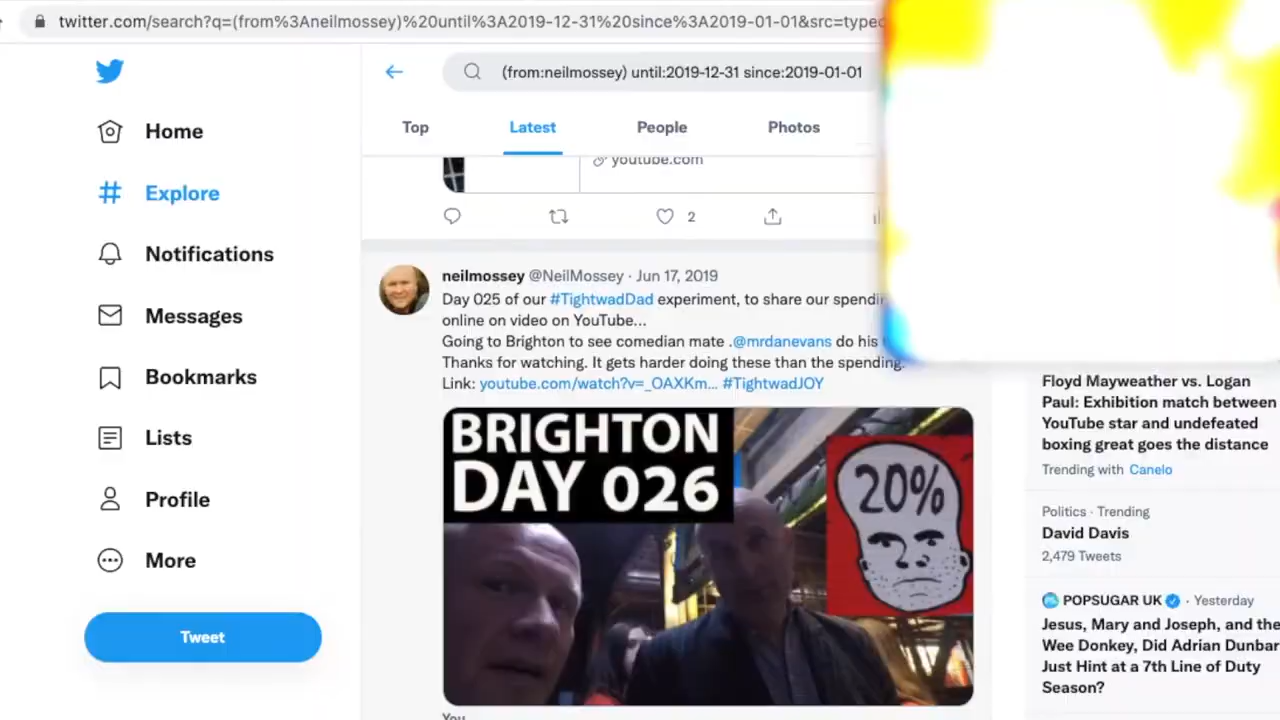 twitter.com/search?q=(from%3Aneilmossey)%20until%3A2019-12-31%20since%3A2019-01-01&src=typed
(from:neilmossey) until:2019-12-31 since:2019-01-01
Home
Explore
Notifications
Messages
Bookmarks
Lists
Profile
More
Tweet
Top Latest People Photos
youtube.com
2
neilmossey @NeilMossey · Jun 17, 2019
Day 025 of our #TightwadDad experiment, to share our
online on video on YouTube...
Going to Brighton to see comedian mate .@mrdanevans do his
Thanks for watching. It gets harder doing these than the spending.
Link: youtube.com/watch?v=_OAXKm... #TightwadJOY
BRIGHTON
DAY 026
20%
You
Floyd Mayweather vs. Logan
Paul: Exhibition match between
YouTube star and undefeated
boxing great goes the distance
Trending with Canelo
Politics · Trending
David Davis
2,479 Tweets
POPSUGAR UK · Yesterday
Jesus, Mary and Joseph, and the
Wee Donkey, Did Adrian Dunbar
Just Hint at a 7th Line of Duty
Season?